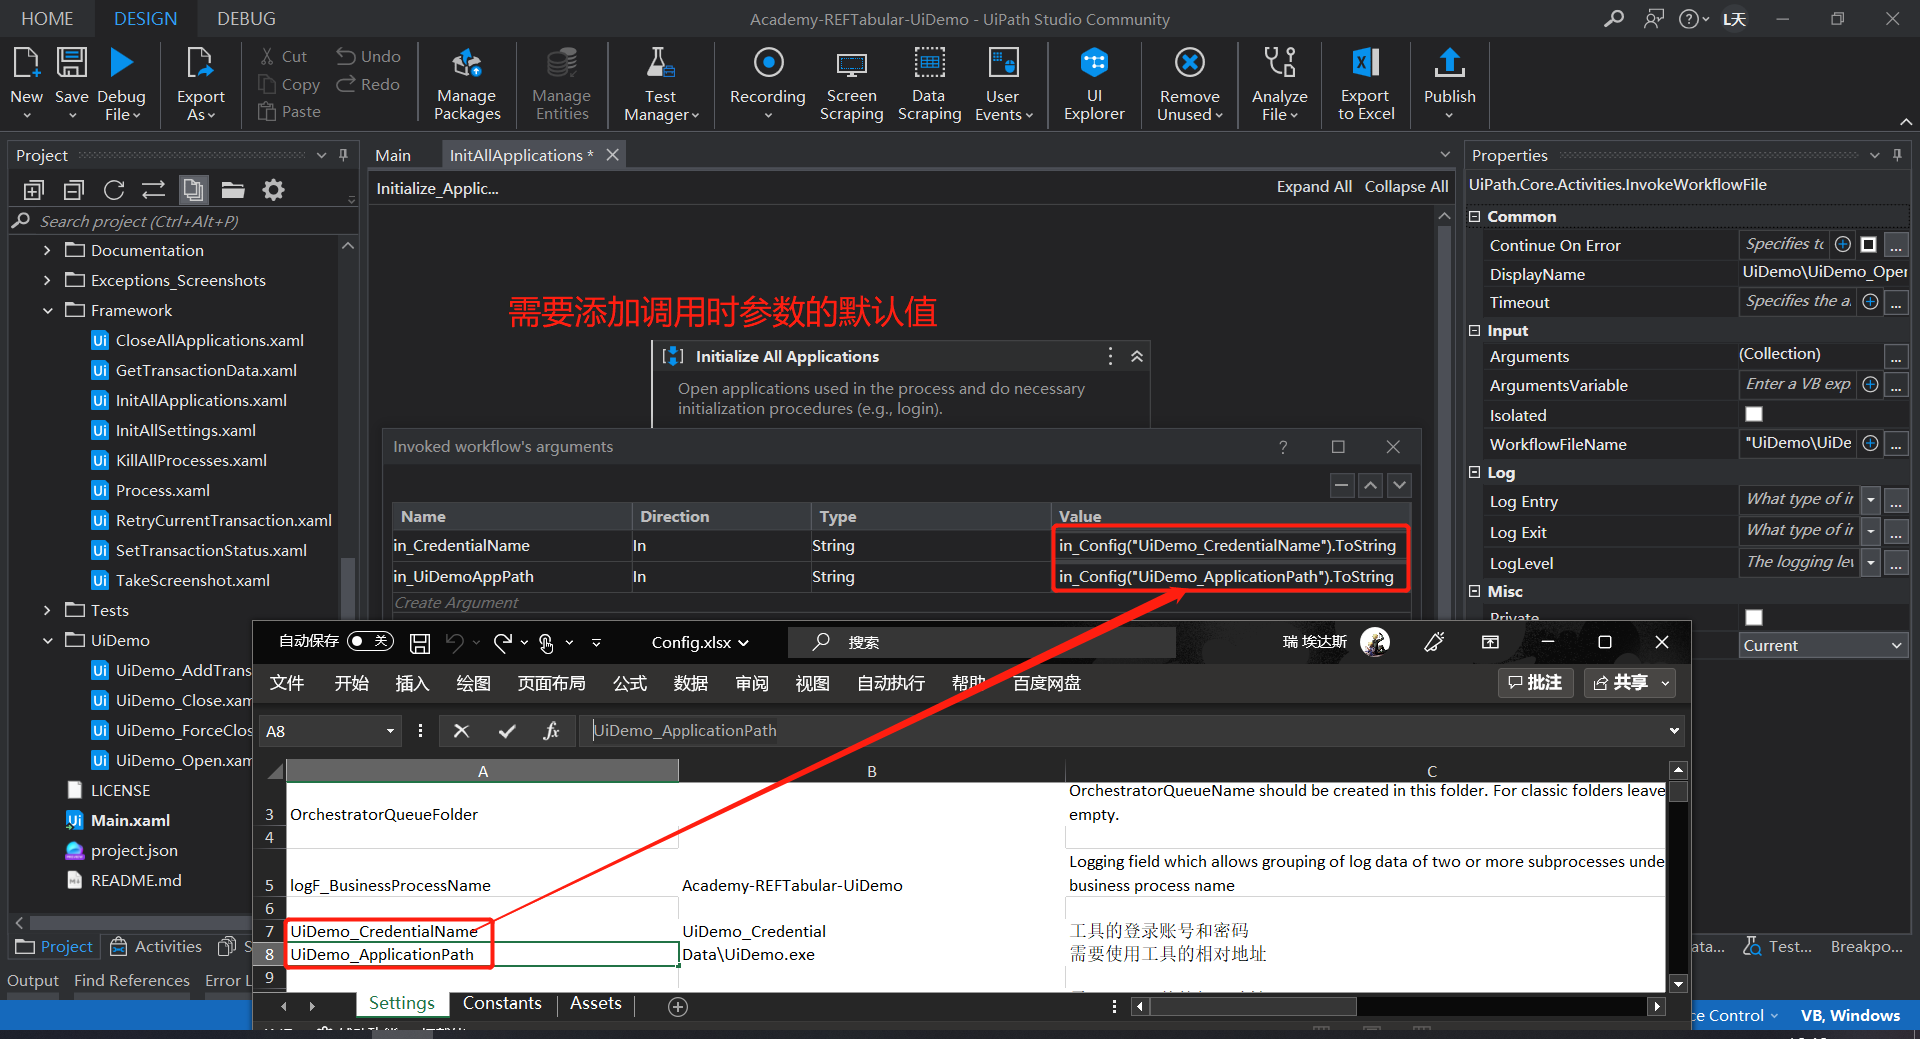 HOME DESIGN DEBUG Academy-REFTabular-UiDemo - UiPath Studio Community L天
New Save Debug File Export As Cut Copy Paste Undo Redo Manage Packages Manage Entities Test Manager Recording Screen Scraping Data Scraping User Events UI Explorer Remove Unused Analyze File Export to Excel Publish
Project
Search project (Ctrl+Alt+P)
Documentation
Exceptions_Screenshots
Framework
CloseAllApplications.xaml
GetTransactionData.xaml
InitAllApplications.xaml
InitAllSettings.xaml
KillAllProcesses.xaml
Process.xaml
RetryCurrentTransaction.xaml
SetTransactionStatus.xaml
TakeScreenshot.xaml
Tests
UiDemo
UiDemo_AddTrans
UiDemo_Close.xam
UiDemo_ForceClos
UiDemo_Open.xam
LICENSE
Main.xaml
project.json
README.md
Project Activities S
Output Find References Error L
Main InitAllApplications *
Initialize_Applic... Expand All Collapse All
需要添加调用时参数的默认值
Initialize All Applications
Open applications used in the process and do necessary
initialization procedures (e.g., login).
Invoked workflow's arguments ?
Name Direction Type Value
in_CredentialName In String in_Config("UiDemo_CredentialName").ToString
in_UiDemoAppPath In String in_Config("UiDemo_ApplicationPath").ToString
Create Argument
Properties
UiPath.Core.Activities.InvokeWorkflowFile
Common
Continue On Error Specifies to ...
DisplayName UiDemo\UiDemo_Oper
Timeout Specifies the a ...
Input
Arguments (Collection) ...
ArgumentsVariable Enter a VB exp ...
Isolated
WorkflowFileName "UiDemo\UiDe ...
Log
Log Entry What type of ir ...
Log Exit What type of ir ...
LogLevel The logging lev ...
Misc
Private
Current
自动保存 关 Config.xlsx 搜索 瑞 埃达斯
文件 开始 插入 绘图 页面布局 公式 数据 审阅 视图 自动执行 帮助 百度网盘 批注 共享
A8 fx UiDemo_ApplicationPath
A B C
OrchestratorQueueName should be created in this folder. For classic folders leave
3 OrchestratorQueueFolder empty.
4
Logging field which allows grouping of log data of two or more subprocesses unde
5 logF_BusinessProcessName Academy-REFTabular-UiDemo business process name
6
7 UiDemo_CredentialName UiDemo_Credential 工具的登录账号和密码
8 UiDemo_ApplicationPath Data\UiDemo.exe 需要使用工具的相对地址
9
Settings Constants Assets
ata... Test... Breakpo...
ce Control VB, Windows